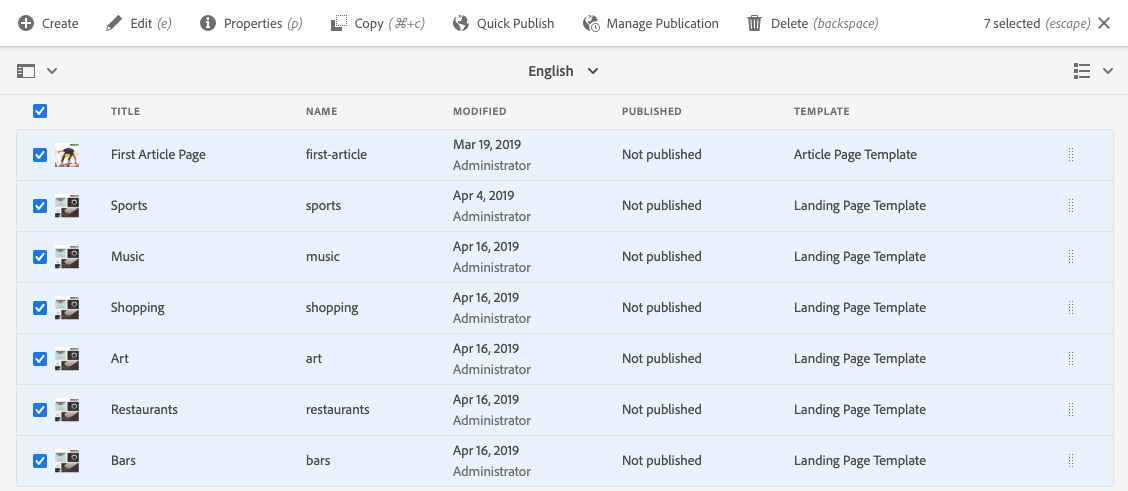 Create Edit (e) Properties (p) Copy (⌘+c) Quick Publish Manage Publication Delete (backspace) 7 selected (escape)
English
TITLE NAME MODIFIED PUBLISHED TEMPLATE
First Article Page first-article Mar 19, 2019 Not published Article Page Template
Administrator
Sports sports Apr 4, 2019 Not published Landing Page Template
Administrator
Music music Apr 16, 2019 Not published Landing Page Template
Administrator
Shopping shopping Apr 16, 2019 Not published Landing Page Template
Administrator
Art art Apr 16, 2019 Not published Landing Page Template
Administrator
Restaurants restaurants Apr 16, 2019 Not published Landing Page Template
Administrator
Bars bars Apr 16, 2019 Not published Landing Page Template
Administrator